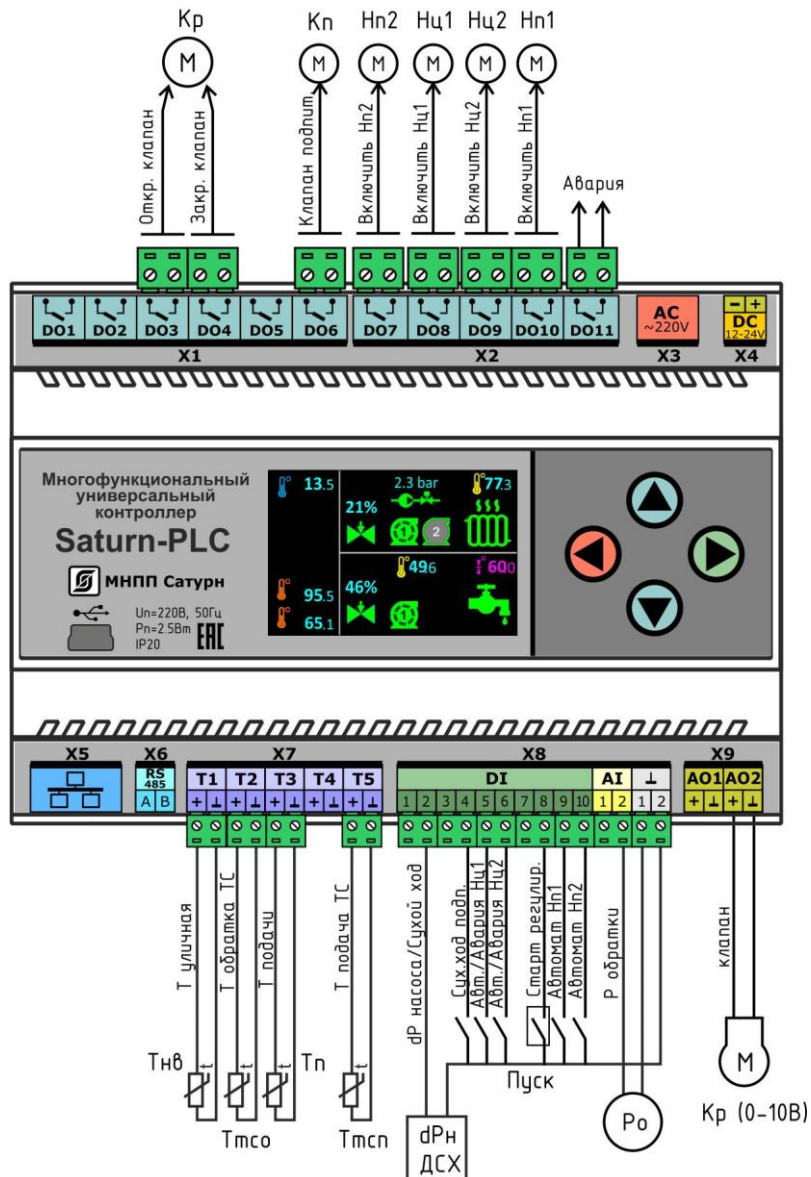 Кр
Кп
Нп2
Нц1
Нц2
Нп1
М
М
М
М
М
М
Откр. клапан
Закр. клапан
Клапан подпит.
Включить Нп2
Включить Нц1
Включить Нц2
Включить Нп1
Авария
DO1
DO2
DO3
DO4
DO5
DO6
DO7
DO8
DO9
DO10
DO11
AC
~220V
− +
DC
12-24V
X1
X2
X3
X4
Многофункциональный
универсальный
контроллер
Saturn-PLC
МНПП Сатурн
Uп=220В, 50Гц
Pп=2.5Вт
IP20
ЕАС
13.5
95.5
65.1
2.3 bar
77.3
21%
1
2
49.6
60.0
46%
1
X5
X6
X7
X8
X9
RS
485
A B
T1
T2
T3
T4
T5
+ ⊥ + ⊥ + ⊥ + ⊥ + ⊥
DI
1 2 3 4 5 6 7 8 9 10
AI
1 2
⊥
1 2
AO1
AO2
+ ⊥ + ⊥
Т уличная
Т обратка ТС
Т подачи
Т подача ТС
dP насоса/Сухой ход
Сух.ход подп.
Авт./Авария Нц1
Авт./Авария Нц2
Старт регулир.
Автомат Нп1
Автомат Нп2
Р обратки
клапан
Тнв
t
t
t
Тп
t
Ттсо
Ттсп
Пуск
dPн
ДСХ
Ро
М
Кр (0-10В)